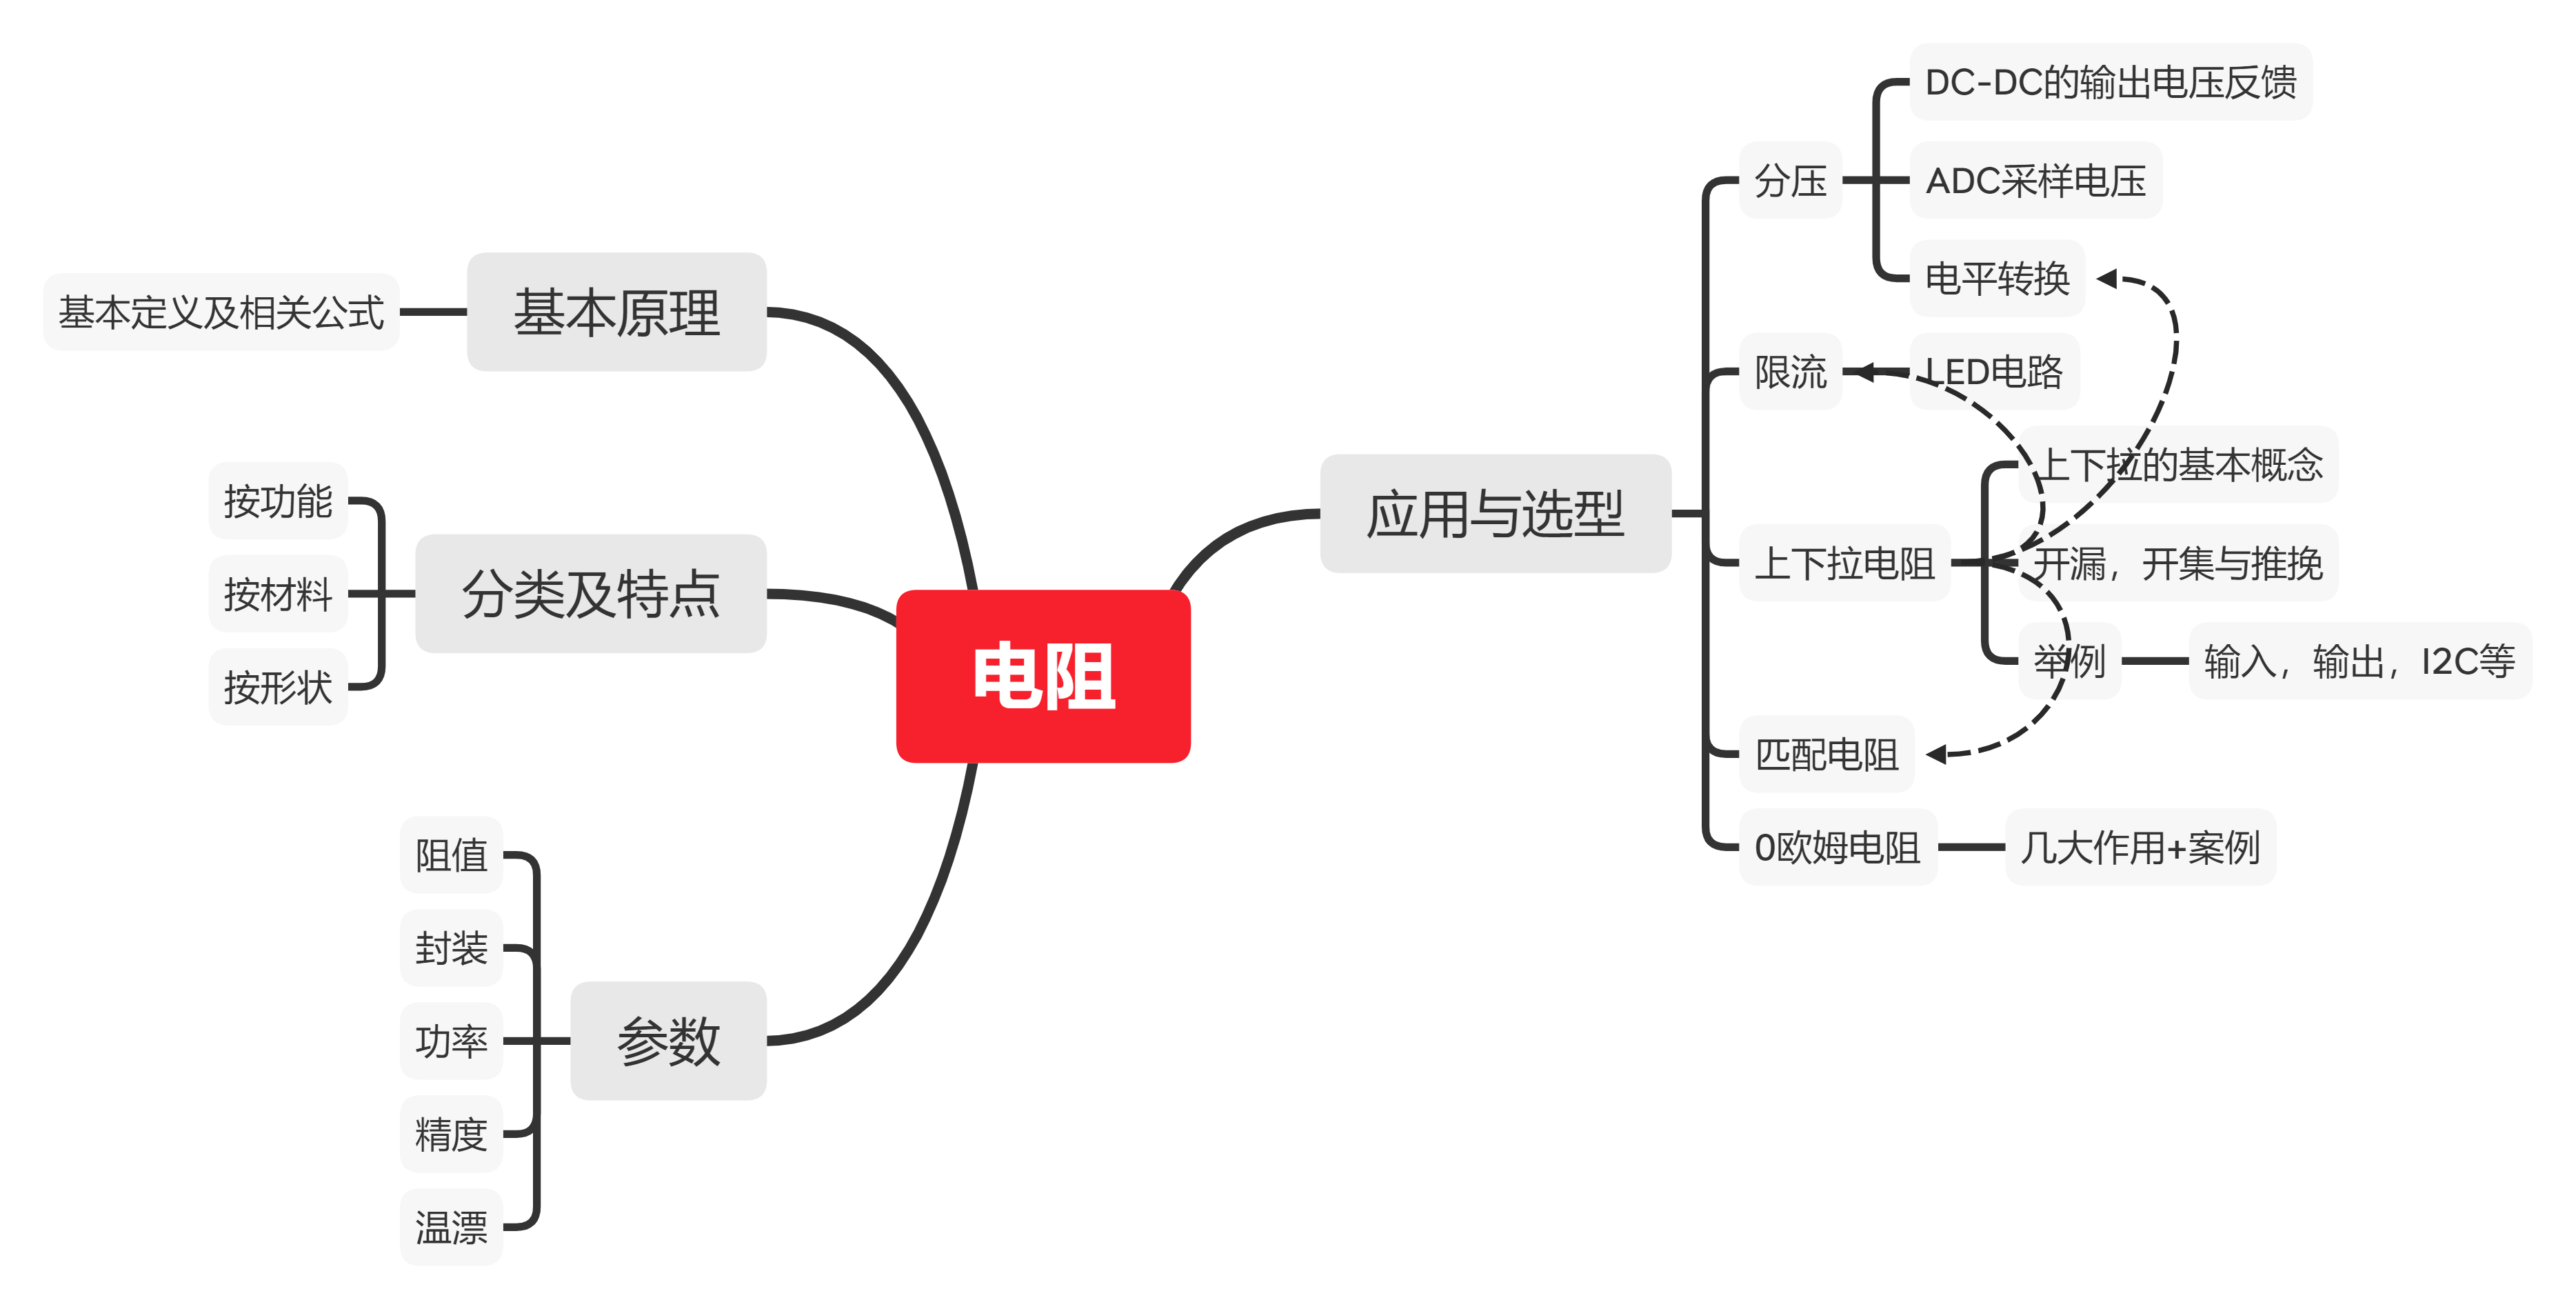 电阻
基本原理
基本定义及相关公式
分类及特点
按功能
按材料
按形状
参数
阻值
封装
功率
精度
温漂
应用与选型
分压
DC-DC的输出电压反馈
ADC采样电压
电平转换
限流
LED电路
上下拉电阻
上下拉的基本概念
开漏，开集与推挽
举例
输入，输出，I2C等
匹配电阻
0欧姆电阻
几大作用+案例